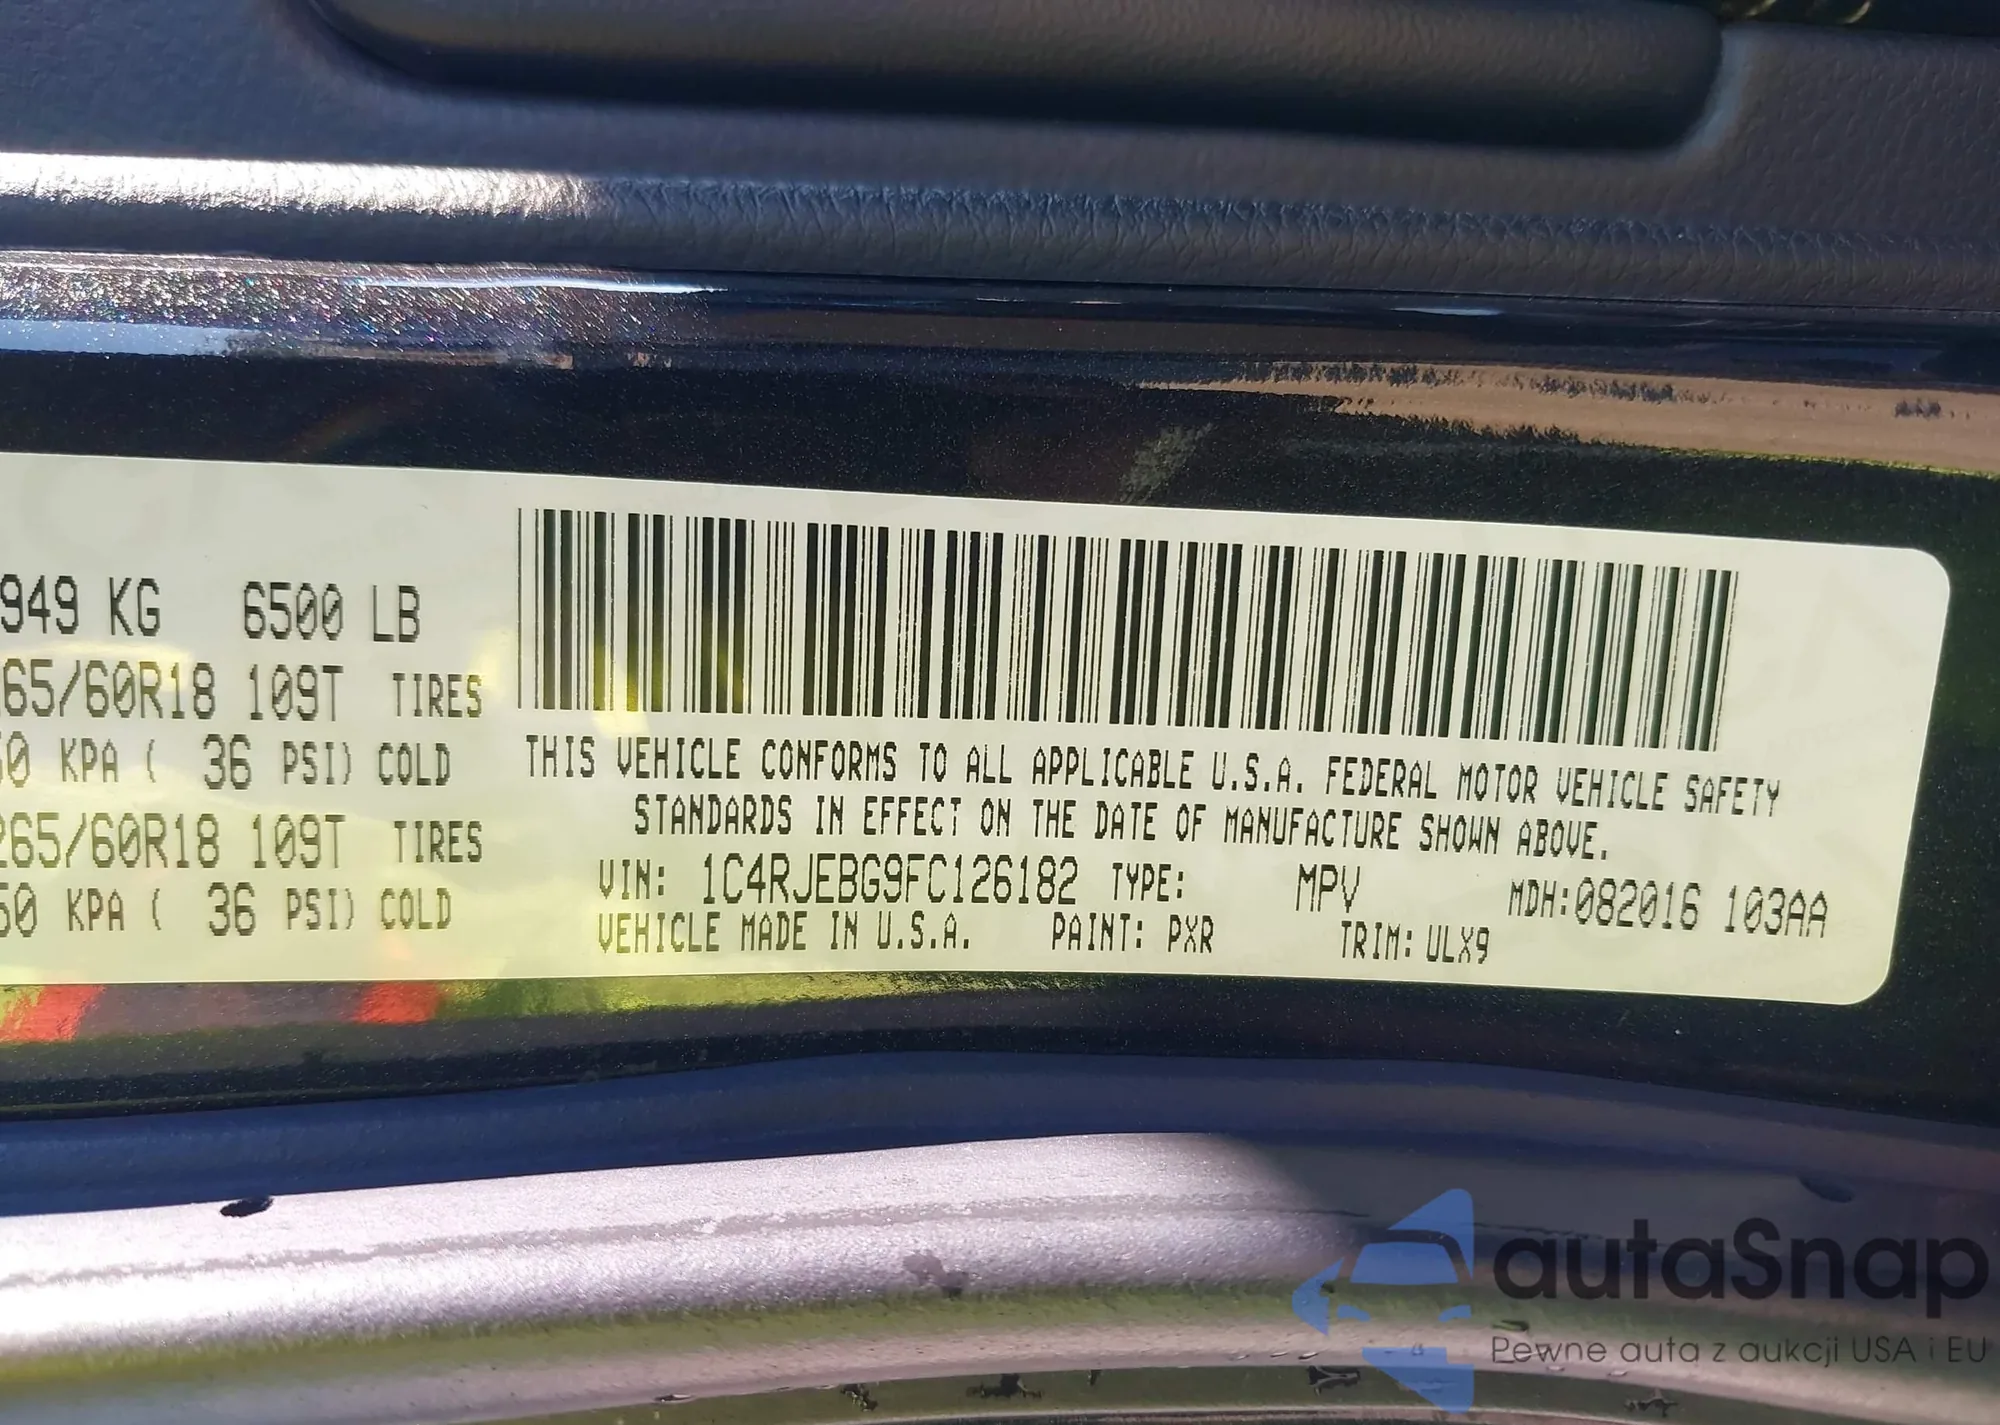 949 KG 6500 LB
65/60R18 109T TIRES
50 KPA ( 36 PSI) COLD
265/60R18 109T TIRES
50 KPA ( 36 PSI) COLD
THIS VEHICLE CONFORMS TO ALL APPLICABLE U.S.A. FEDERAL MOTOR VEHICLE SAFETY
STANDARDS IN EFFECT ON THE DATE OF MANUFACTURE SHOWN ABOVE.
VIN: 1C4RJEBG9FC126182 TYPE: MPV MDH:082016 103AA
VEHICLE MADE IN U.S.A. PAINT: PXR TRIM: ULX9
autaSnap
Pewne auta z aukcji USA i EU